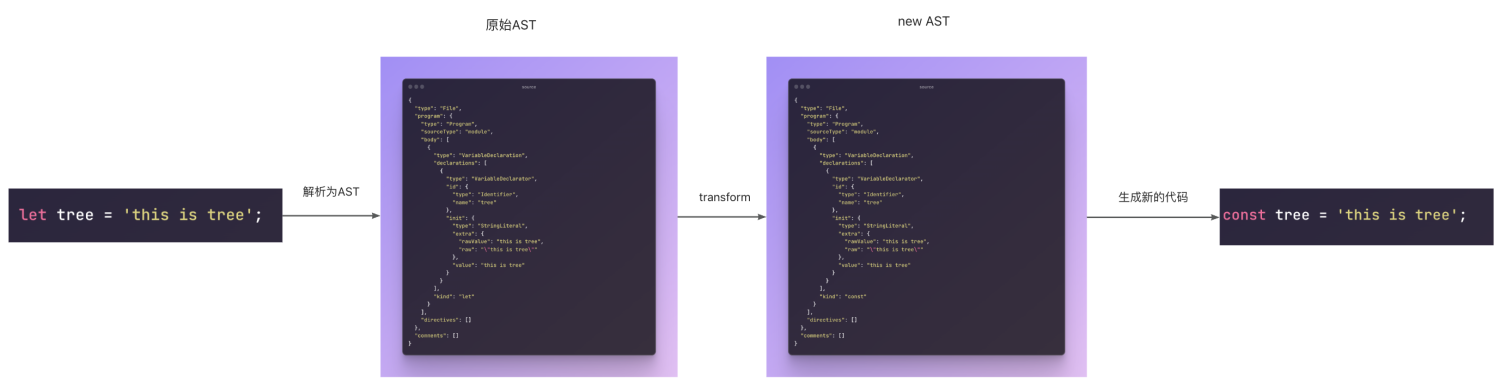 原始AST
new AST
let tree = 'this is tree';
解析为AST
{
"type": "File",
"program": {
"type": "Program",
"sourceType": "module",
"body": [
{
"type": "VariableDeclaration",
"declarations": [
{
"type": "VariableDeclarator",
"id": {
"type": "Identifier",
"name": "tree"
},
"init": {
"type": "StringLiteral",
"extra": {
"rawValue": "this is tree",
"raw": "\'this is tree\'"
},
"value": "this is tree"
}
}
],
"kind": "let"
}
],
"directives": []
},
"comments": []
}
transform
{
"type": "File",
"program": {
"type": "Program",
"sourceType": "module",
"body": [
{
"type": "VariableDeclaration",
"declarations": [
{
"type": "VariableDeclarator",
"id": {
"type": "Identifier",
"name": "tree"
},
"init": {
"type": "StringLiteral",
"extra": {
"rawValue": "this is tree",
"raw": "\'this is tree\'"
},
"value": "this is tree"
}
}
],
"kind": "const"
}
],
"directives": []
},
"comments": []
}
生成新的代码
const tree = 'this is tree';